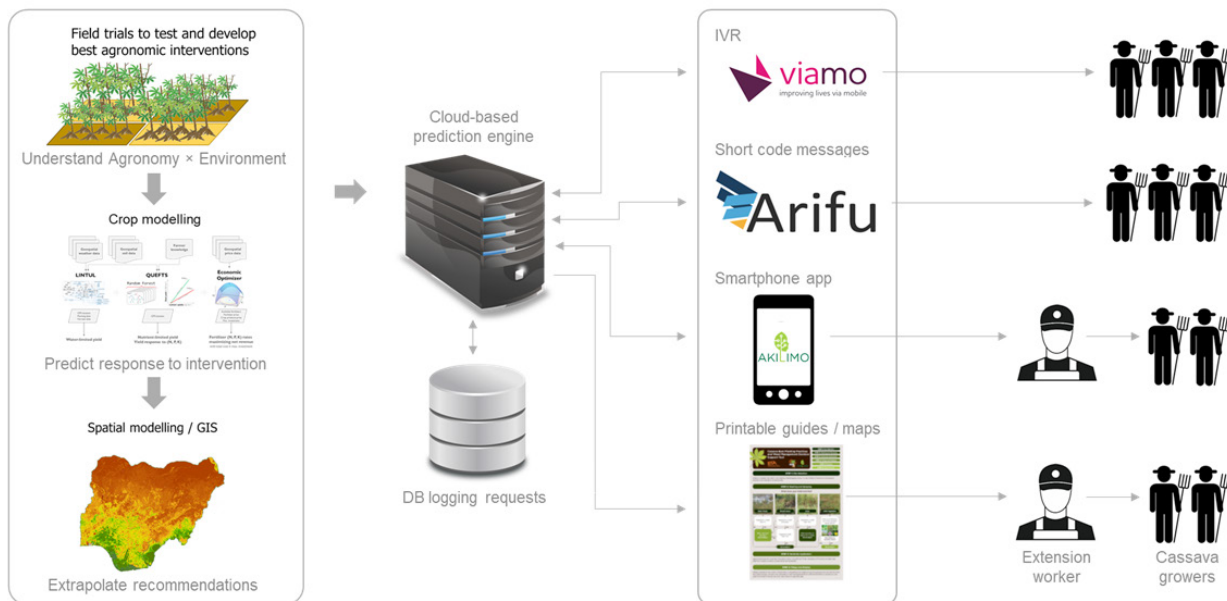 Field trials to test and develop
best agronomic interventions
Understand Agronomy × Environment
Crop modelling
LINTUL
QUEFTS
Economic
Optimizer
Predict response to intervention
Spatial modelling / GIS
Extrapolate recommendations
Cloud-based
prediction engine
DB logging requests
IVR
viamo
improving lives via mobile
Short code messages
Arifu
Smartphone app
AKILIMO
Printable guides / maps
Extension
worker
Cassava
growers